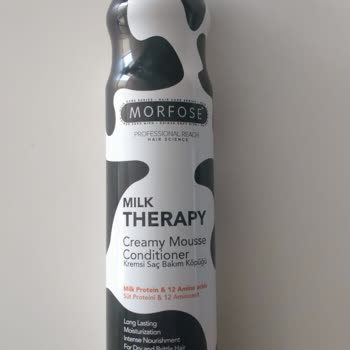 MORFOSE
PROFESSIONAL REACH
HAIR SCIENCE
MILK
THERAPY
Creamy Mousse
Conditioner
Kremsi Saç Bakım Köpüğü
Milk Protein & 12 Amino acids
Süt Proteini & 12 Aminoasit
Long Lasting
Moisturization
Intense Nourishment
For Dry and Brittle Hair